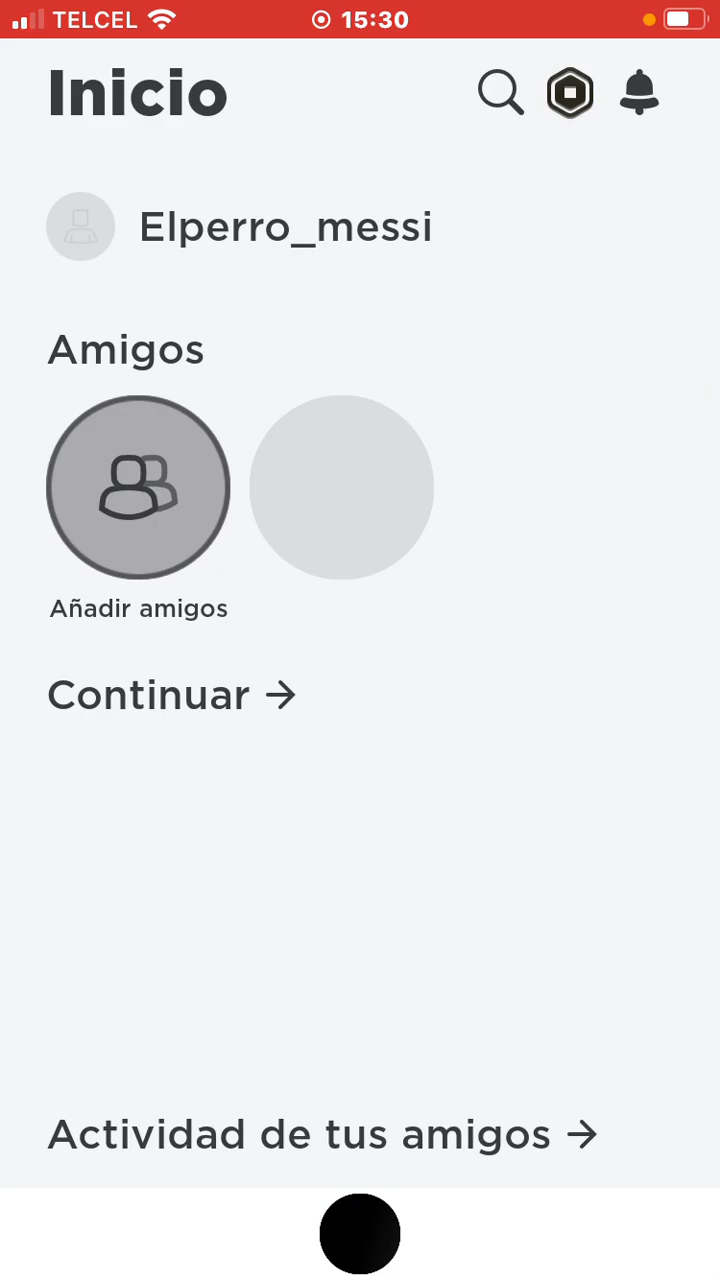 TELCEL 15:30
Inicio
Elperro_messi
Amigos
Añadir amigos
Continuar →
Actividad de tus amigos →